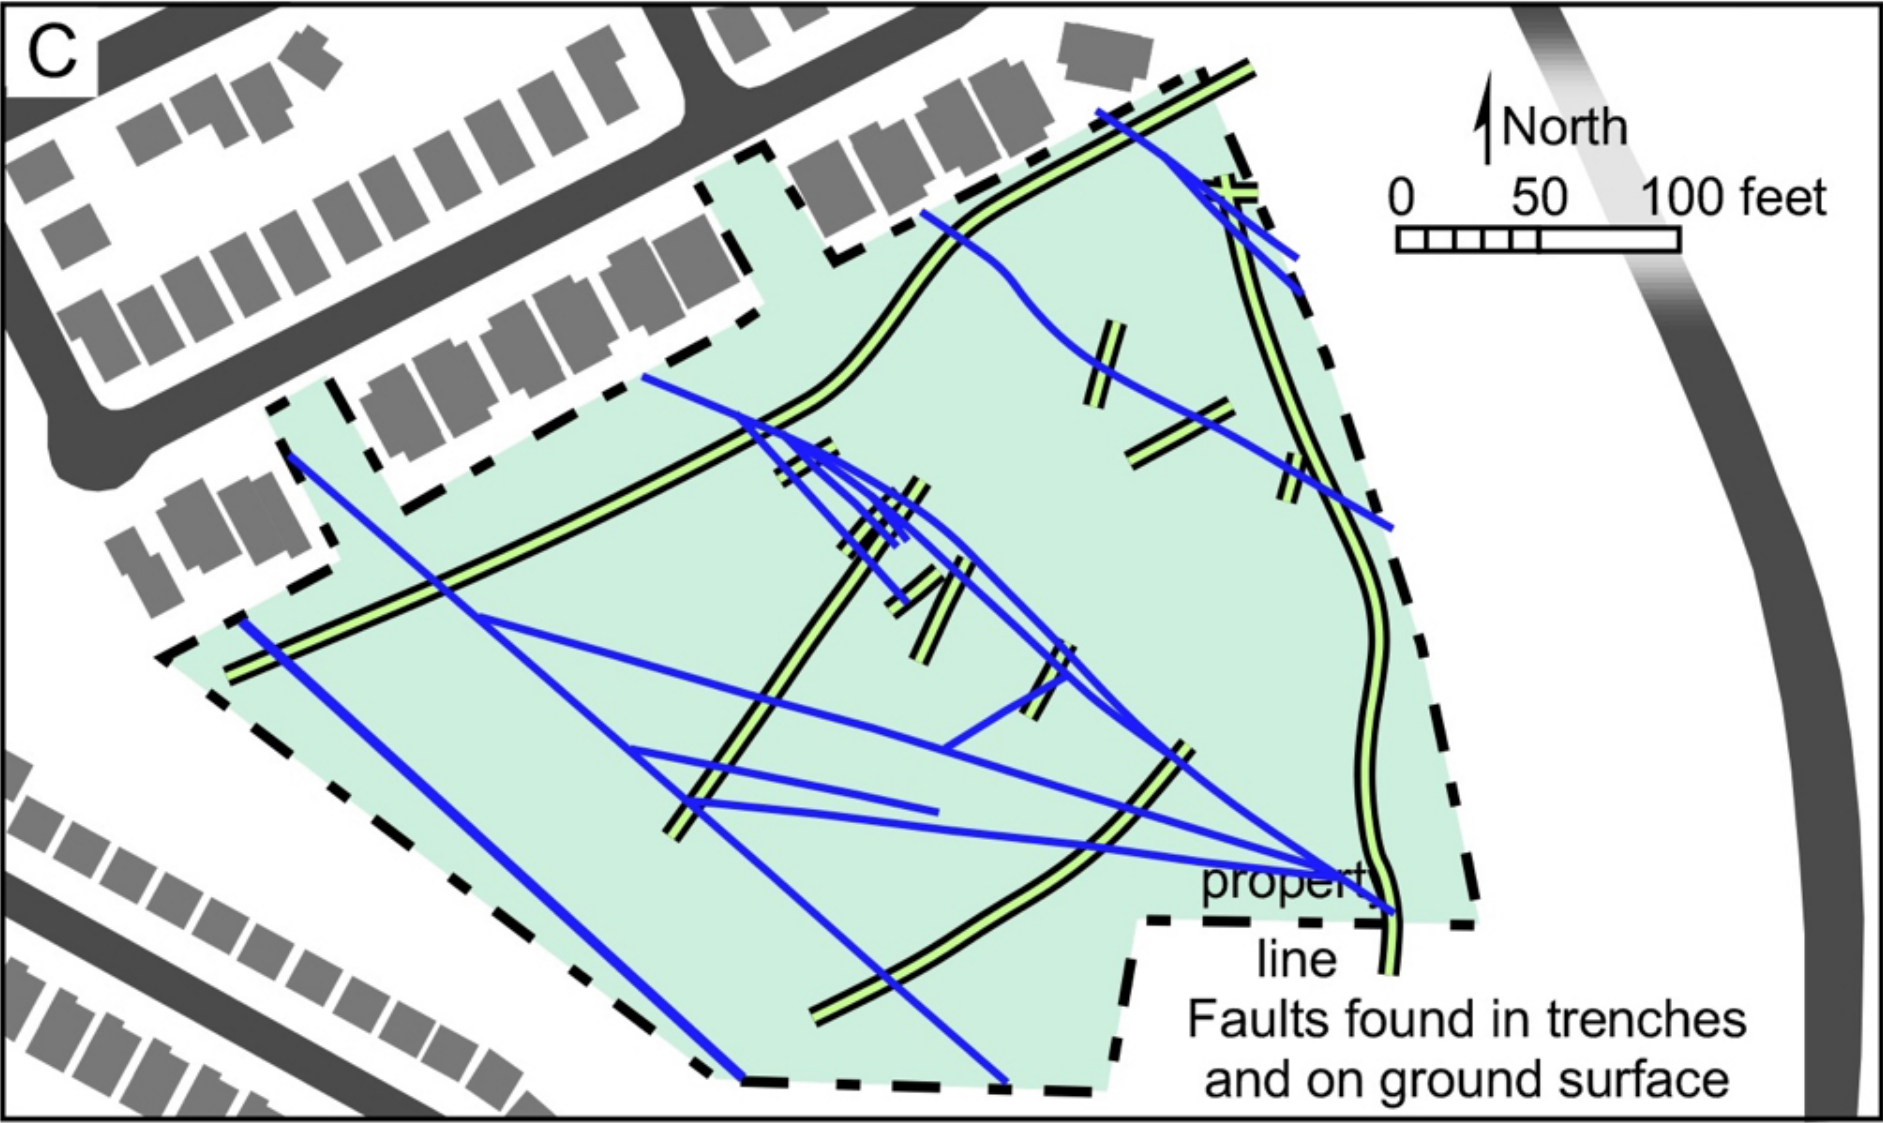 C
North
0 50 100 feet
property
line
Faults found in trenches
and on ground surface